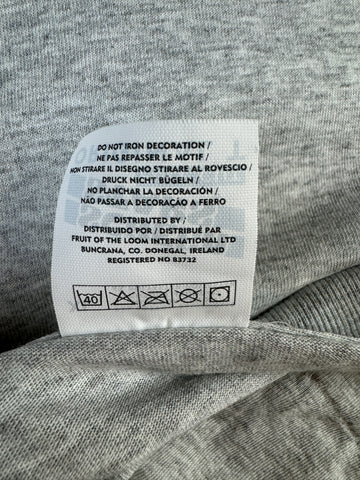 DO NOT IRON DECORATION /
NE PAS REPASSER LE MOTIF /
NON STIRARE IL DISEGNO STIRARE AL ROVESCIO /
DRUCK NICHT BÜGELN /
NO PLANCHAR LA DECORACIÓN /
NÃO PASSAR A DECORAÇÃO A FERRO
DISTRIBUTED BY /
DISTRIBUIDO POR / DISTRIBUÉ PAR
FRUIT OF THE LOOM INTERNATIONAL LTD
BUNCRANA, CO. DONEGAL, IRELAND
REGISTERED NO 83732
40